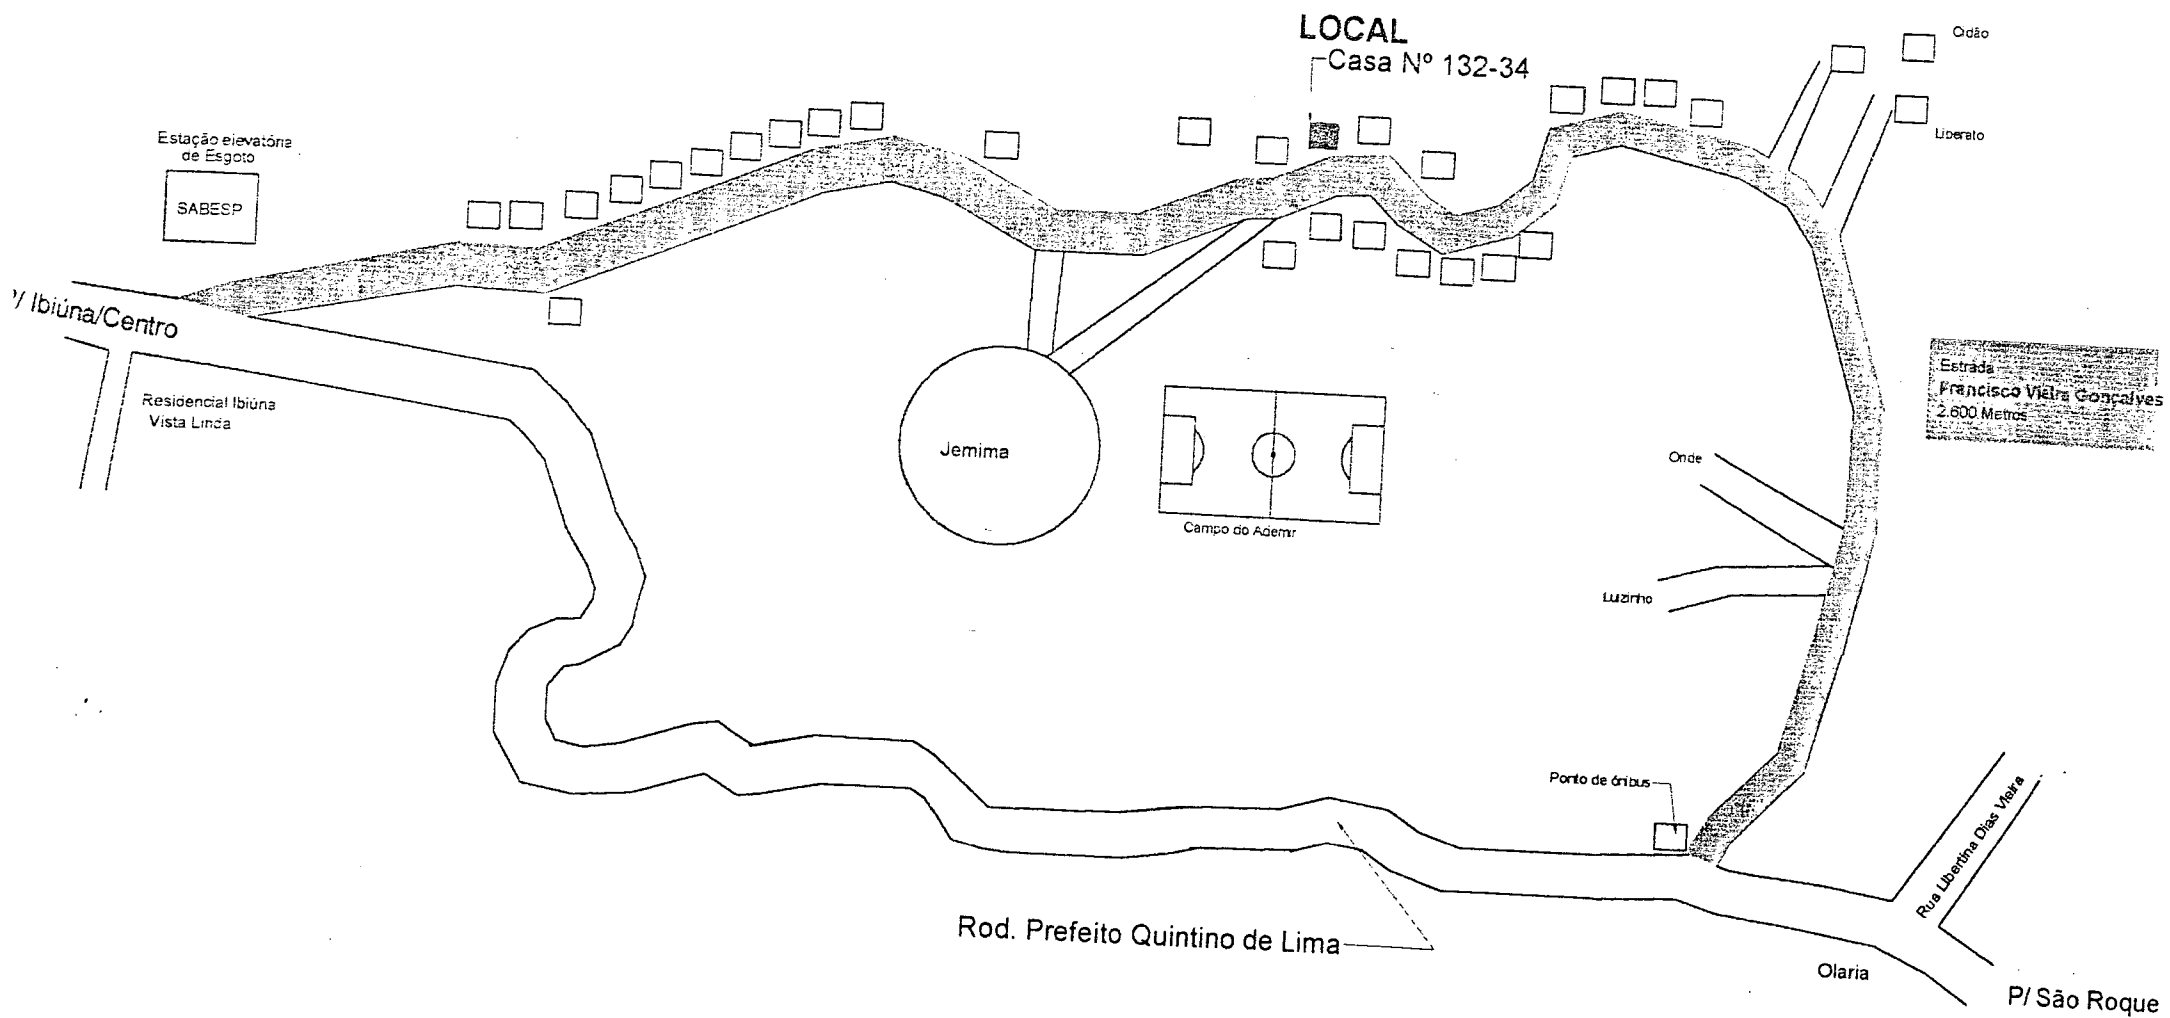 LOCAL
Casa Nº 132-34
Cidão
Liberato
Estação elevatória
de Esgoto
SABESP
P/ Ibiúna/Centro
Residencial Ibiúna
Vista Linda
Estrada
Francisco Vieira Gonçalves
2.600 Metros
Jemima
Campo do Ademir
Onde
Luizinho
Ponto de ônibus
Rua Libertina Dias Vieira
Rod. Prefeito Quintino de Lima
Olaria
P/ São Roque